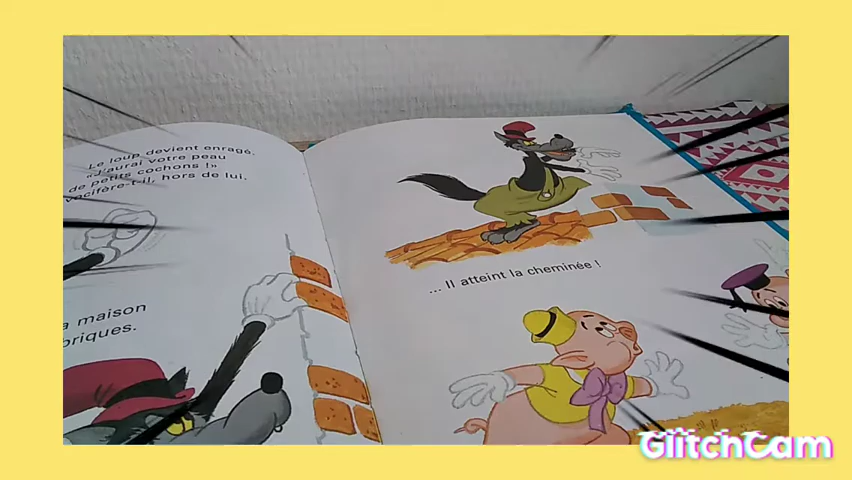 Le loup devient enragé.
«J'aurai votre peau
de petits cochons !»
vocifère-t-il, hors de lui.
a maison
briques.
... Il atteint la cheminée !
GlitchCam